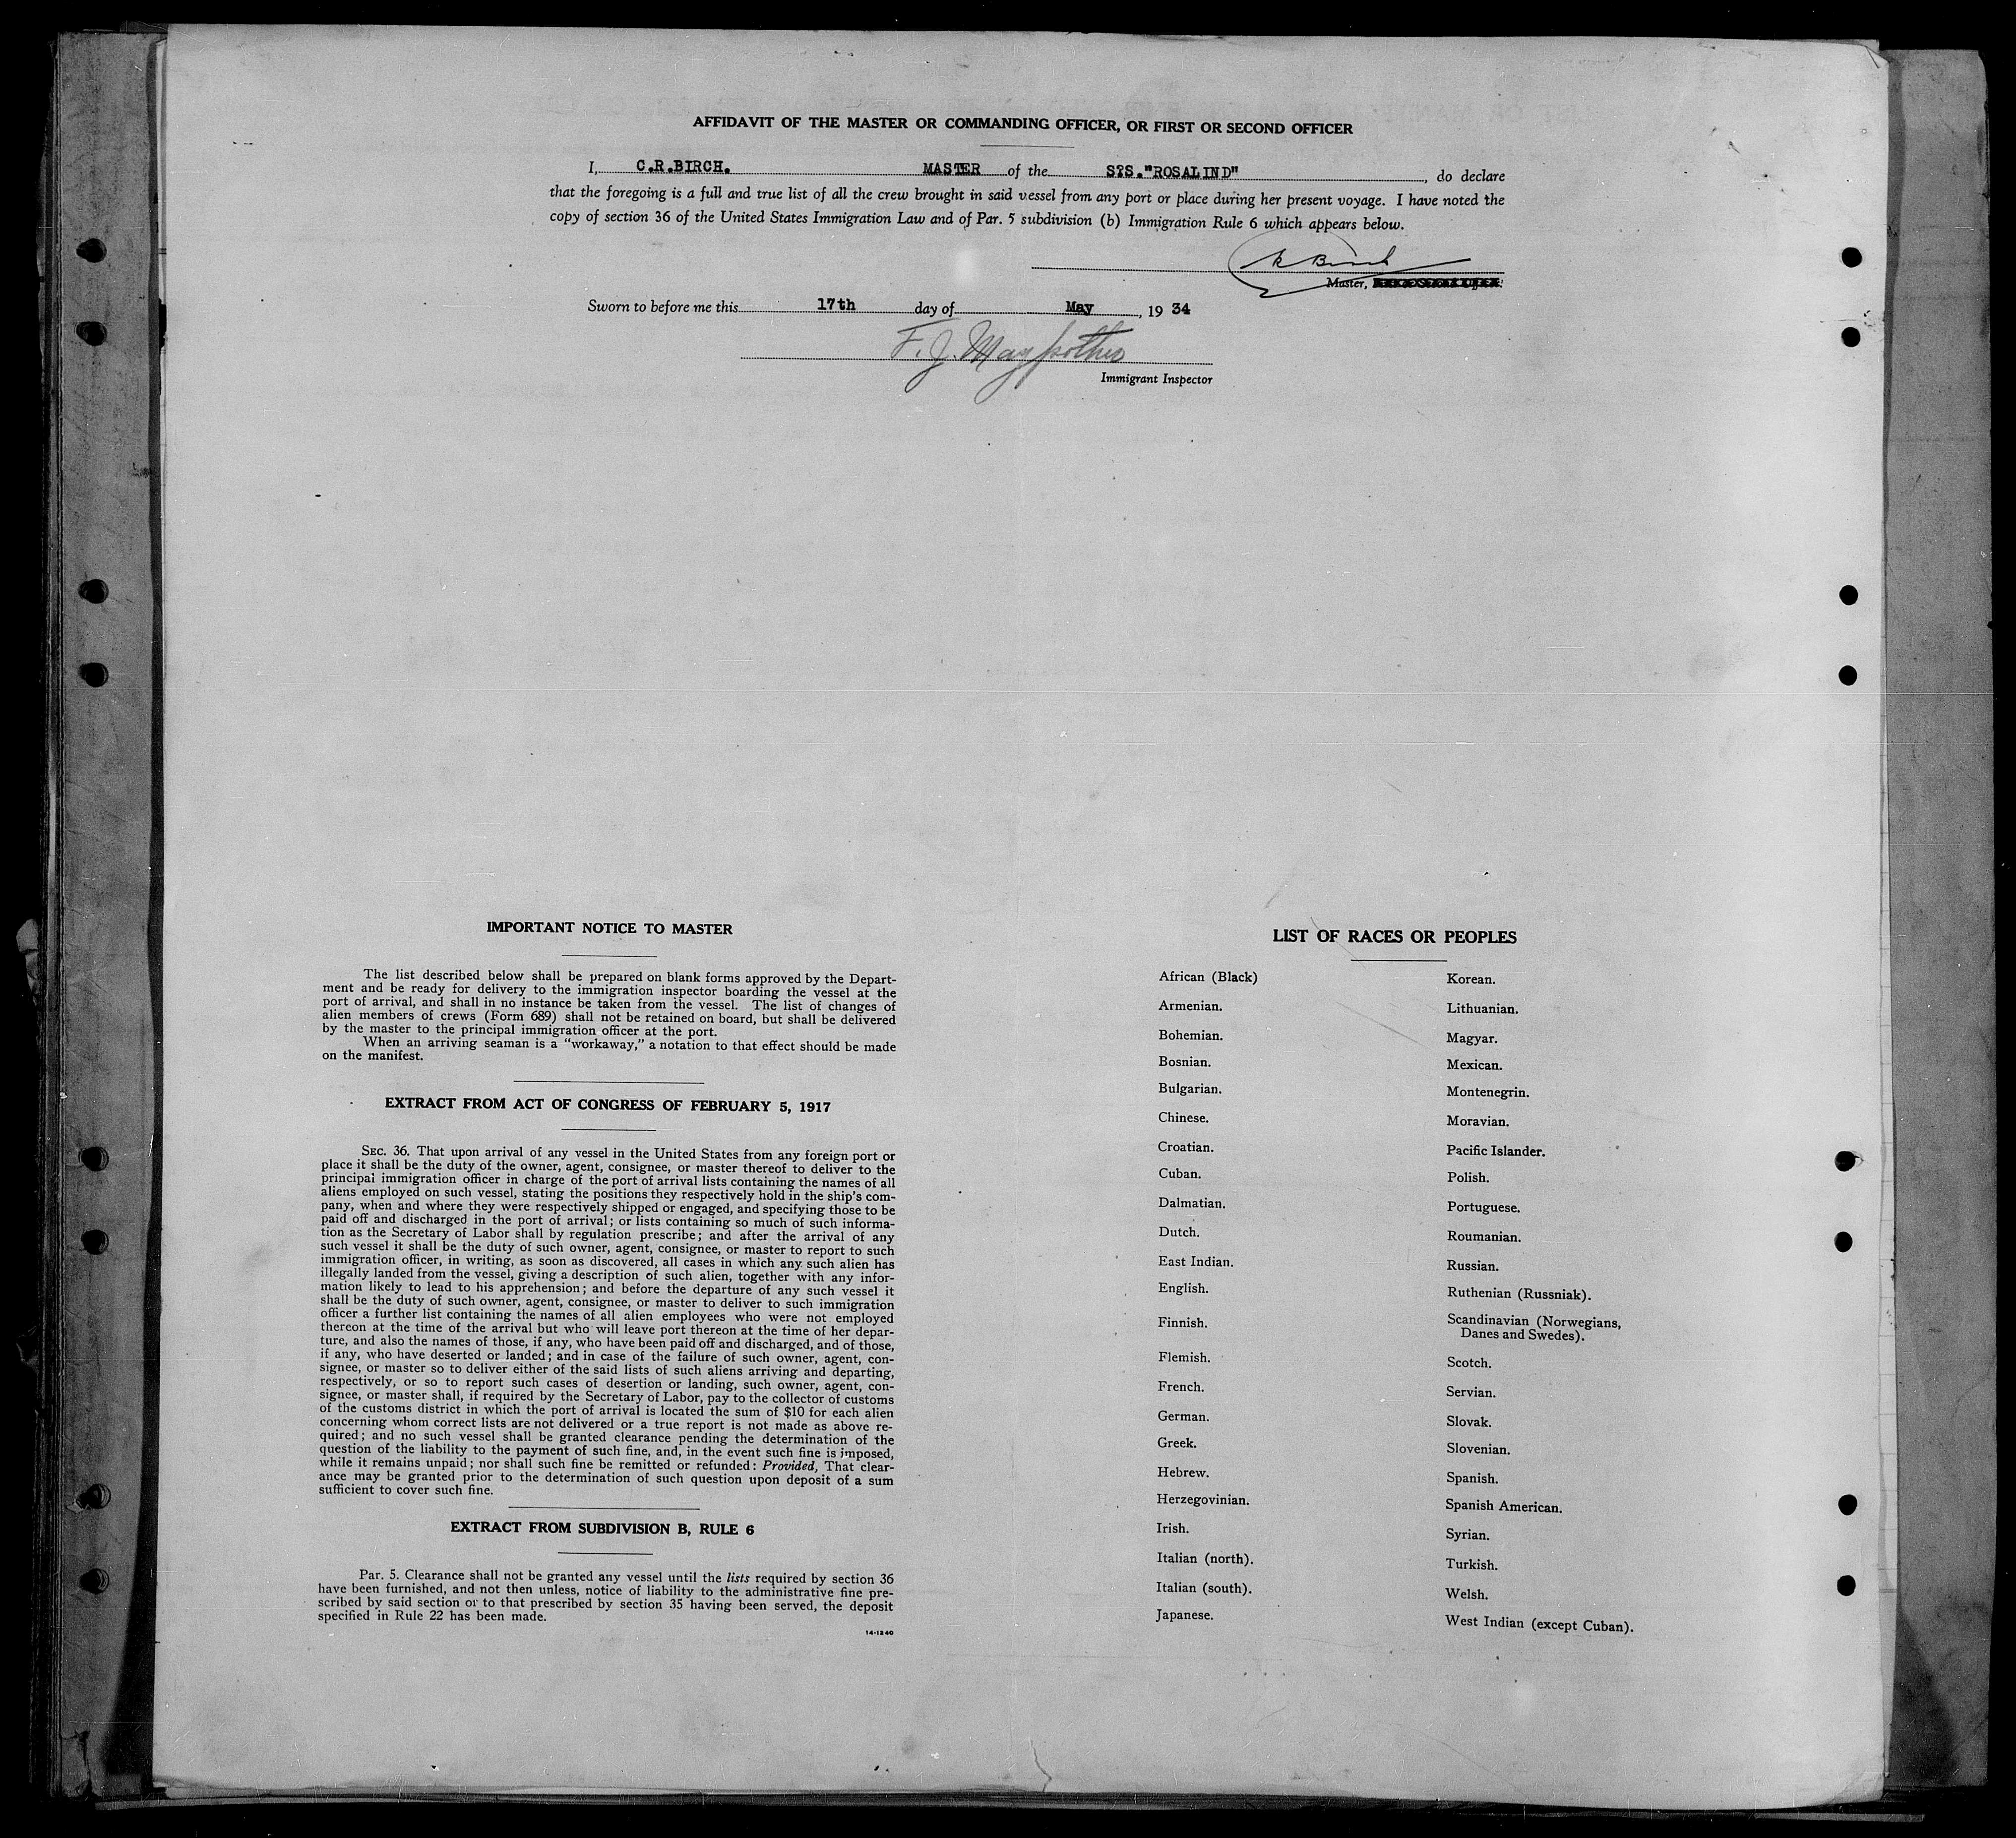 AFFIDAVIT OF THE MASTER OR COMMANDING OFFICER, OR FIRST OR SECOND OFFICER
I, C.R.BIRCH. MASTER of the S?S."ROSALIND", do declare
that the foregoing is a full and true list of all the crew brought in said vessel from any port or place during her present voyage. I have noted the
copy of section 36 of the United States Immigration Law and of Par. 5 subdivision (b) Immigration Rule 6 which appears below.
R Birch
Master,
Sworn to before me this 17th day of May, 19 34
F. J. May
Immigrant Inspector
IMPORTANT NOTICE TO MASTER
The list described below shall be prepared on blank forms approved by the Depart-
ment and be ready for delivery to the immigration inspector boarding the vessel at the
port of arrival, and shall in no instance be taken from the vessel. The list of changes of
alien members of crews (Form 689) shall not be retained on board, but shall be delivered
by the master to the principal immigration officer at the port.
When an arriving seaman is a "workaway," a notation to that effect should be made
on the manifest.
EXTRACT FROM ACT OF CONGRESS OF FEBRUARY 5, 1917
SEC. 36. That upon arrival of any vessel in the United States from any foreign port or
place it shall be the duty of the owner, agent, consignee, or master thereof to deliver to the
principal immigration officer in charge of the port of arrival lists containing the names of all
aliens employed on such vessel, stating the positions they respectively hold in the ship's com-
pany, when and where they were respectively shipped or engaged, and specifying those to be
paid off and discharged in the port of arrival; or lists containing so much of such informa-
tion as the Secretary of Labor shall by regulation prescribe; and after the arrival of any
such vessel it shall be the duty of such owner, agent, consignee, or master to report to such
immigration officer, in writing, as soon as discovered, all cases in which any such alien has
illegally landed from the vessel, giving a description of such alien, together with any infor-
mation likely to lead to his apprehension; and before the departure of any such vessel it
shall be the duty of such owner, agent, consignee, or master to deliver to such immigration
officer a further list containing the names of all alien employees who were not employed
thereon at the time of the arrival but who will leave port thereon at the time of her depar-
ture, and also the names of those, if any, who have been paid off and discharged, and of those,
if any, who have deserted or landed; and in case of the failure of such owner, agent, con-
signee, or master so to deliver either of the said lists of such aliens arriving and departing,
respectively, or so to report such cases of desertion or landing, such owner, agent, con-
signee, or master shall, if required by the Secretary of Labor, pay to the collector of customs
of the customs district in which the port of arrival is located the sum of $10 for each alien
concerning whom correct lists are not delivered or a true report is not made as above re-
quired; and no such vessel shall be granted clearance pending the determination of the
question of the liability to the payment of such fine, and, in the event such fine is imposed,
while it remains unpaid; nor shall such fine be remitted or refunded: Provided, That clear-
ance may be granted prior to the determination of such question upon deposit of a sum
sufficient to cover such fine.
EXTRACT FROM SUBDIVISION B, RULE 6
Par. 5. Clearance shall not be granted any vessel until the lists required by section 36
have been furnished, and not then unless, notice of liability to the administrative fine pre-
scribed by said section or to that prescribed by section 35 having been served, the deposit
specified in Rule 22 has been made.
14-1240
LIST OF RACES OR PEOPLES
African (Black)
Armenian.
Bohemian.
Bosnian.
Bulgarian.
Chinese.
Croatian.
Cuban.
Dalmatian.
Dutch.
East Indian.
English.
Finnish.
Flemish.
French.
German.
Greek.
Hebrew.
Herzegovinian.
Irish.
Italian (north).
Italian (south).
Japanese.
Korean.
Lithuanian.
Magyar.
Mexican.
Montenegrin.
Moravian.
Pacific Islander.
Polish.
Portuguese.
Roumanian.
Russian.
Ruthenian (Russniak).
Scandinavian (Norwegians,
Danes and Swedes).
Scotch.
Servian.
Slovak.
Slovenian.
Spanish.
Spanish American.
Syrian.
Turkish.
Welsh.
West Indian (except Cuban).